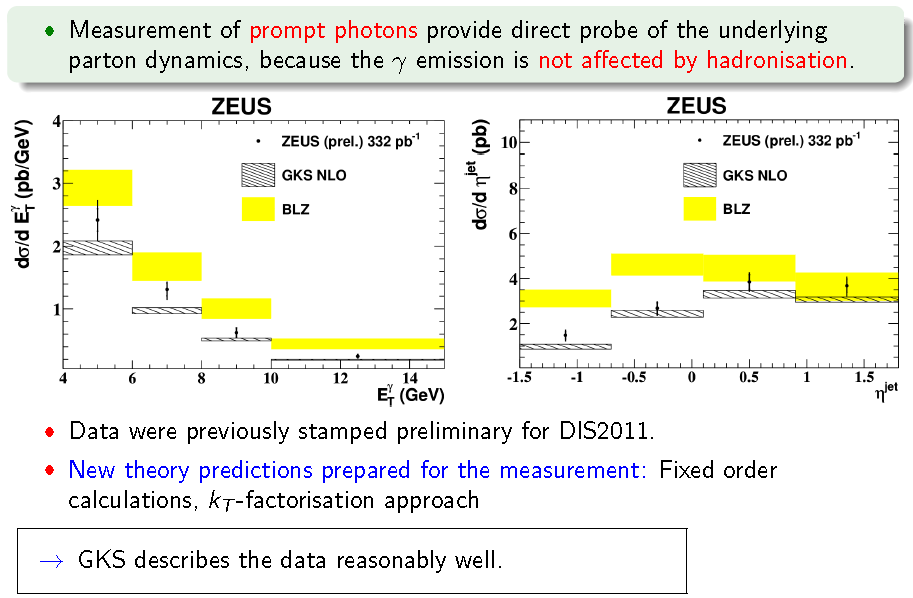 • Measurement of prompt photons provide direct probe of the underlying
parton dynamics, because the γ emission is not affected by hadronisation.
ZEUS
dσ/d E_T^γ (pb/GeV)
4
3
2
1
ZEUS (prel.) 332 pb⁻¹
GKS NLO
BLZ
4 6 8 10 12 14
E_T^γ (GeV)
ZEUS
dσ/d η^jet (pb)
10
8
6
4
2
ZEUS (prel.) 332 pb⁻¹
GKS NLO
BLZ
-1.5 -1 -0.5 0 0.5 1 1.5
η^jet
• Data were previously stamped preliminary for DIS2011.
• New theory predictions prepared for the measurement: Fixed order
calculations, k_T-factorisation approach
→ GKS describes the data reasonably well.